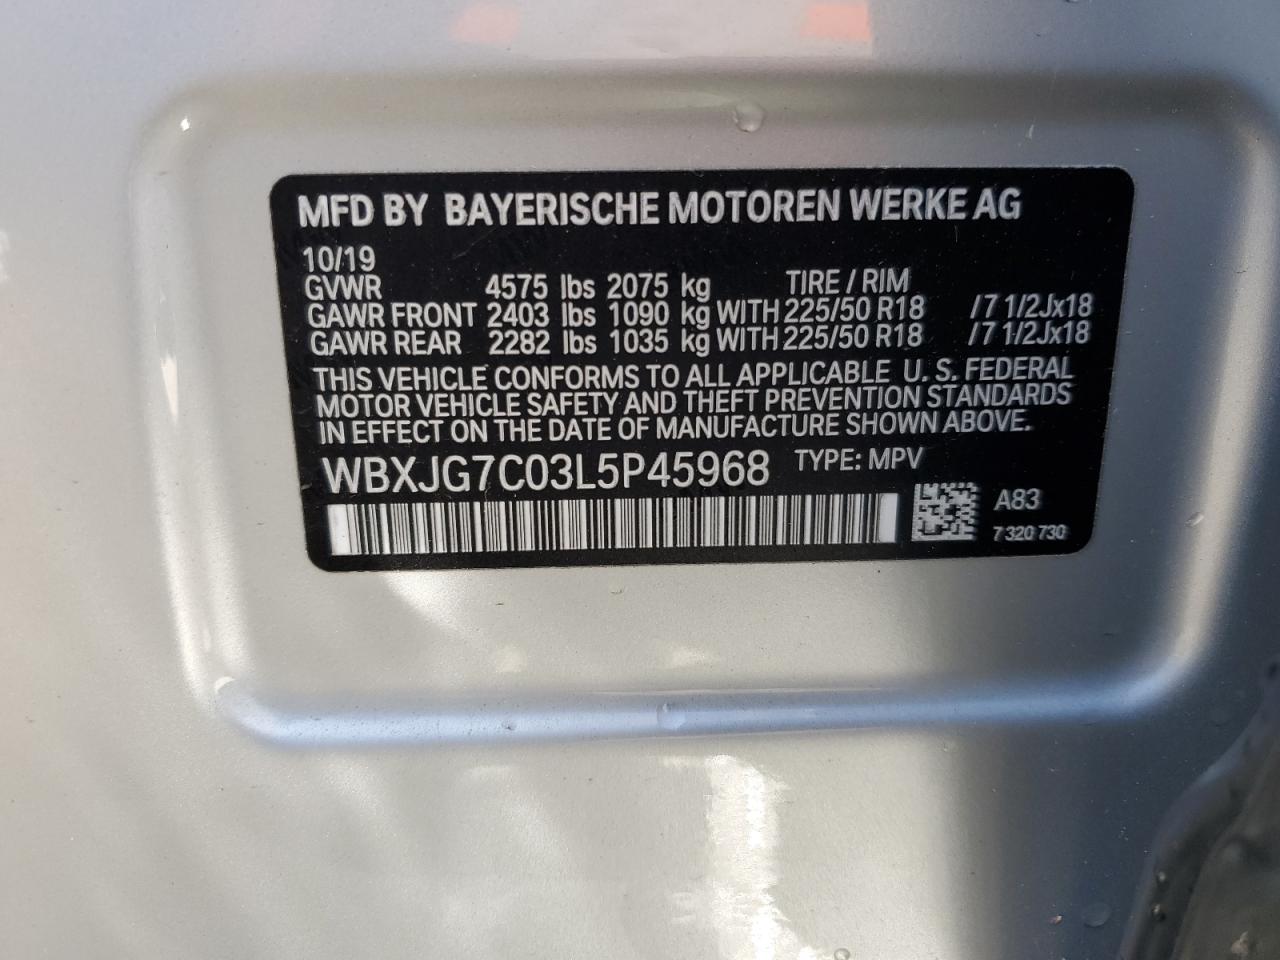 MFD BY BAYERISCHE MOTOREN WERKE AG
10/19
GVWR 4575 lbs 2075 kg TIRE / RIM
GAWR FRONT 2403 lbs 1090 kg WITH 225/50 R18 /7 1/2Jx18
GAWR REAR 2282 lbs 1035 kg WITH 225/50 R18 /7 1/2Jx18
THIS VEHICLE CONFORMS TO ALL APPLICABLE U. S. FEDERAL
MOTOR VEHICLE SAFETY AND THEFT PREVENTION STANDARDS
IN EFFECT ON THE DATE OF MANUFACTURE SHOWN ABOVE.
WBXJG7C03L5P45968 TYPE: MPV
A83
7 320 730